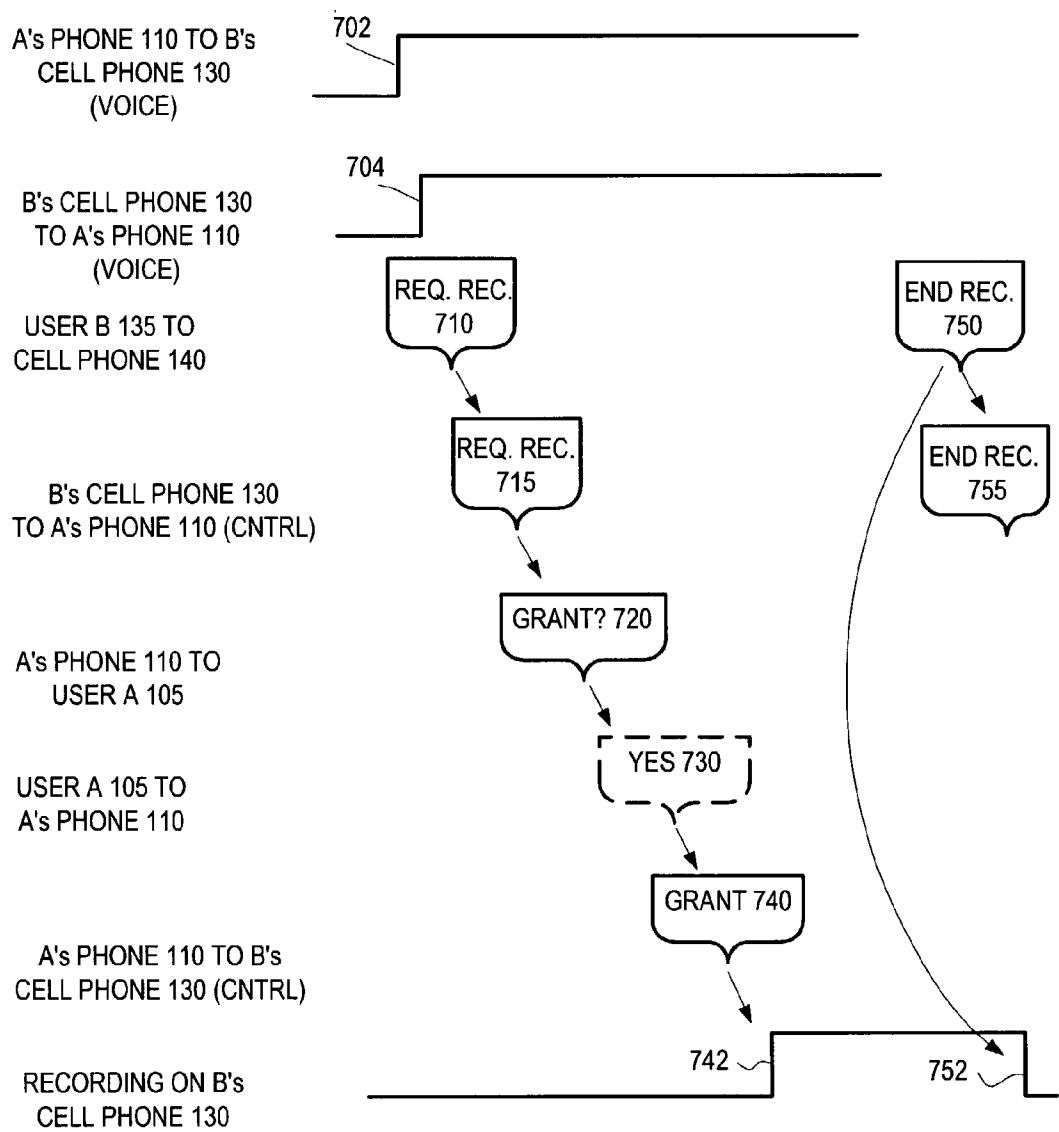 A's PHONE 110 TO B's
CELL PHONE 130
(VOICE)
702
B's CELL PHONE 130
TO A's PHONE 110
(VOICE)
704
USER B 135 TO
CELL PHONE 140
REQ. REC.
710
END REC.
750
B's CELL PHONE 130
TO A's PHONE 110 (CNTRL)
REQ. REC.
715
END REC.
755
A's PHONE 110 TO
USER A 105
GRANT? 720
USER A 105 TO
A's PHONE 110
YES 730
A's PHONE 110 TO B's
CELL PHONE 130 (CNTRL)
GRANT 740
RECORDING ON B's
CELL PHONE 130
742
752